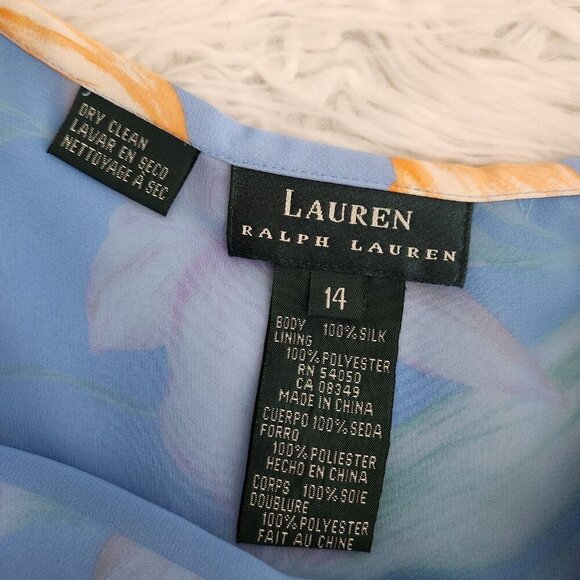 DRY CLEAN
LAVAR EN SECO
NETTOYAGE À SEC
LAUREN
RALPH LAUREN
14
BODY 100% SILK
LINING
100% POLYESTER
RN 54050
CA 08349
MADE IN CHINA
CUERPO 100% SEDA
FORRO
100% POLIESTER
HECHO EN CHINA
CORPS 100% SOIE
DOUBLURE
100% POLYESTER
FAIT AU CHINE